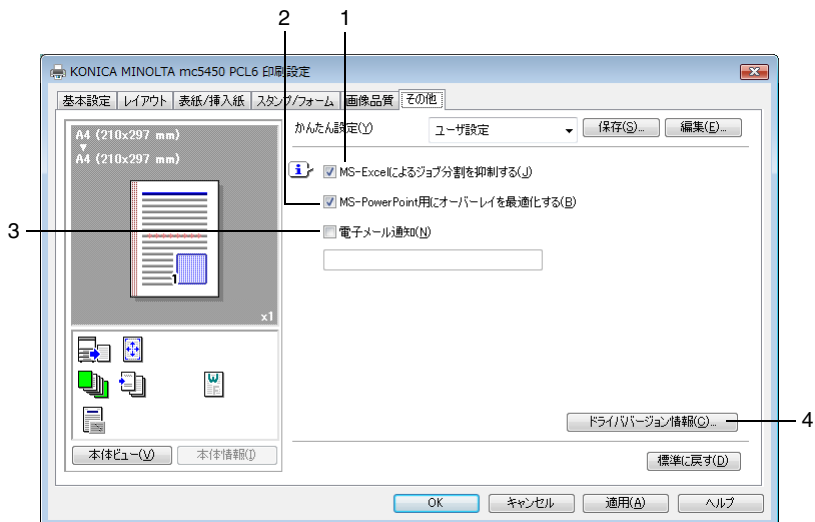 2 1
KONICA MINOLTA mc5450 PCL6 印刷設定
基本設定 レイアウト 表紙/挿入紙 スタンプ/フォーム 画像品質 その他
A4 (210x297 mm)
A4 (210x297 mm)
かんたん設定(Y) ユーザ設定 保存(S)... 編集(E)...
MS-Excelによるジョブ分割を抑制する(J)
MS-PowerPoint用にオーバーレイを最適化する(B)
3 電子メール通知(N)
1
x1
W
F
ドライババージョン情報(C)... 4
本体ビュー(V) 本体情報(I) 標準に戻す(D)
OK キャンセル 適用(A) ヘルプ